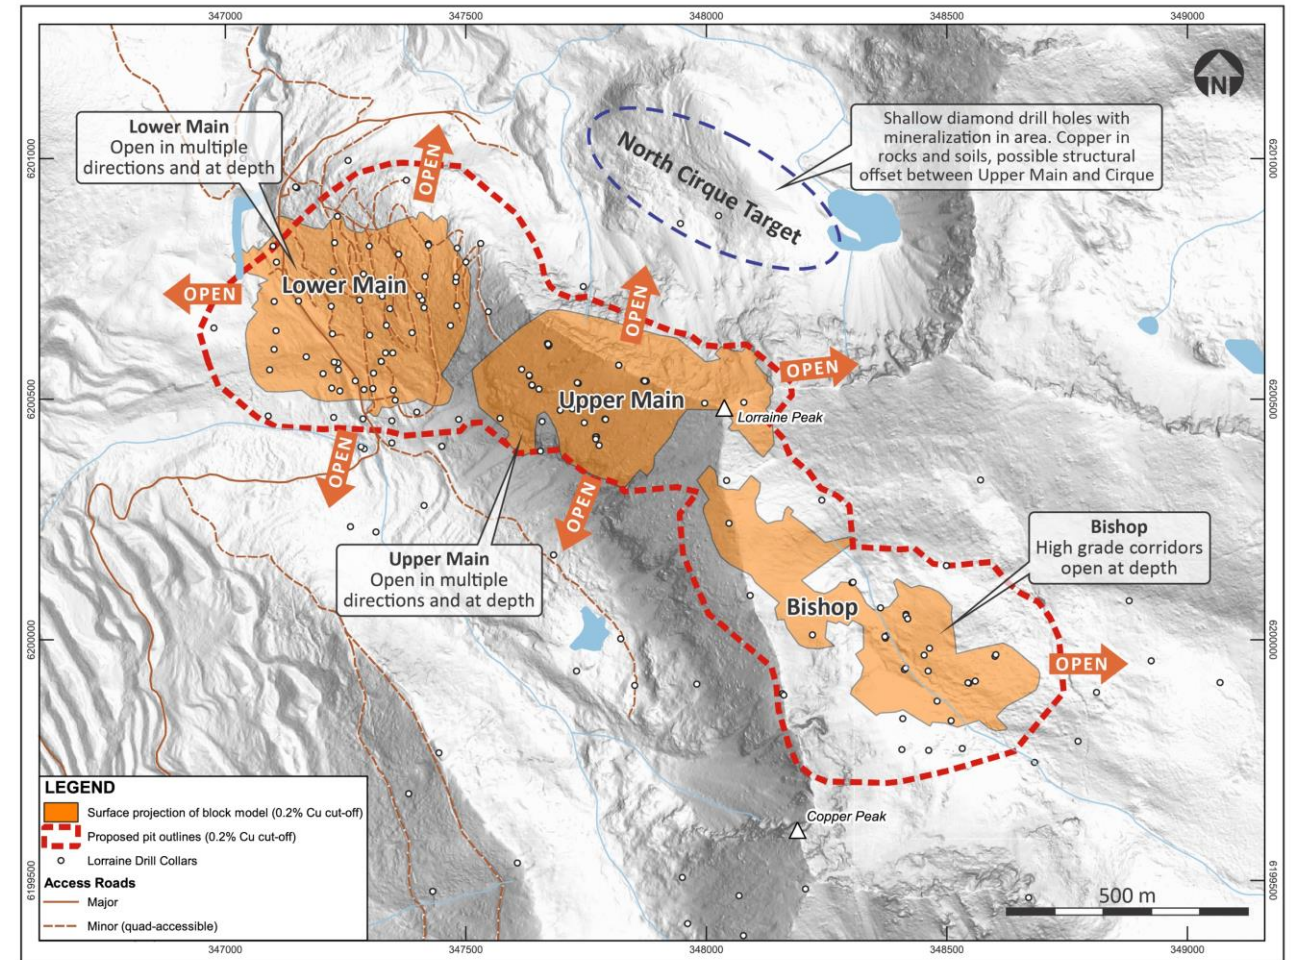 347000
347500
348000
348500
349000
N
6201000
6201000
Lower Main
Open in multiple
directions and at depth
OPEN
North Cirque Target
Shallow diamond drill holes with
mineralization in area. Copper in
rocks and soils, possible structural
offset between Upper Main and Cirque
OPEN
Lower Main
OPEN
OPEN
6200500
6200500
Upper Main
Lorraine Peak
OPEN
OPEN
Upper Main
Open in multiple
directions and at depth
Bishop
High grade corridors
open at depth
Bishop
6200000
6200000
OPEN
Copper Peak
LEGEND
Surface projection of block model (0.2% Cu cut-off)
Proposed pit outlines (0.2% Cu cut-off)
Lorraine Drill Collars
Access Roads
Major
Minor (quad-accessible)
6199500
6199500
500 m
347000
347500
348000
348500
349000